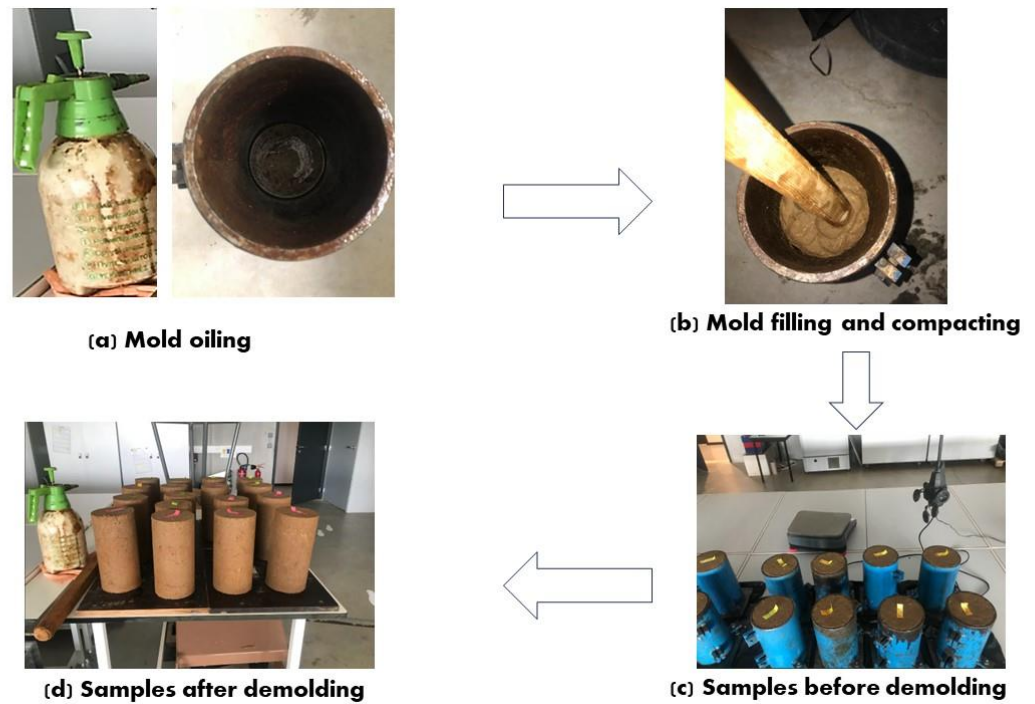 (a) Mold oiling
(b) Mold filling and compacting
(d) Samples after demolding
(c) Samples before demolding